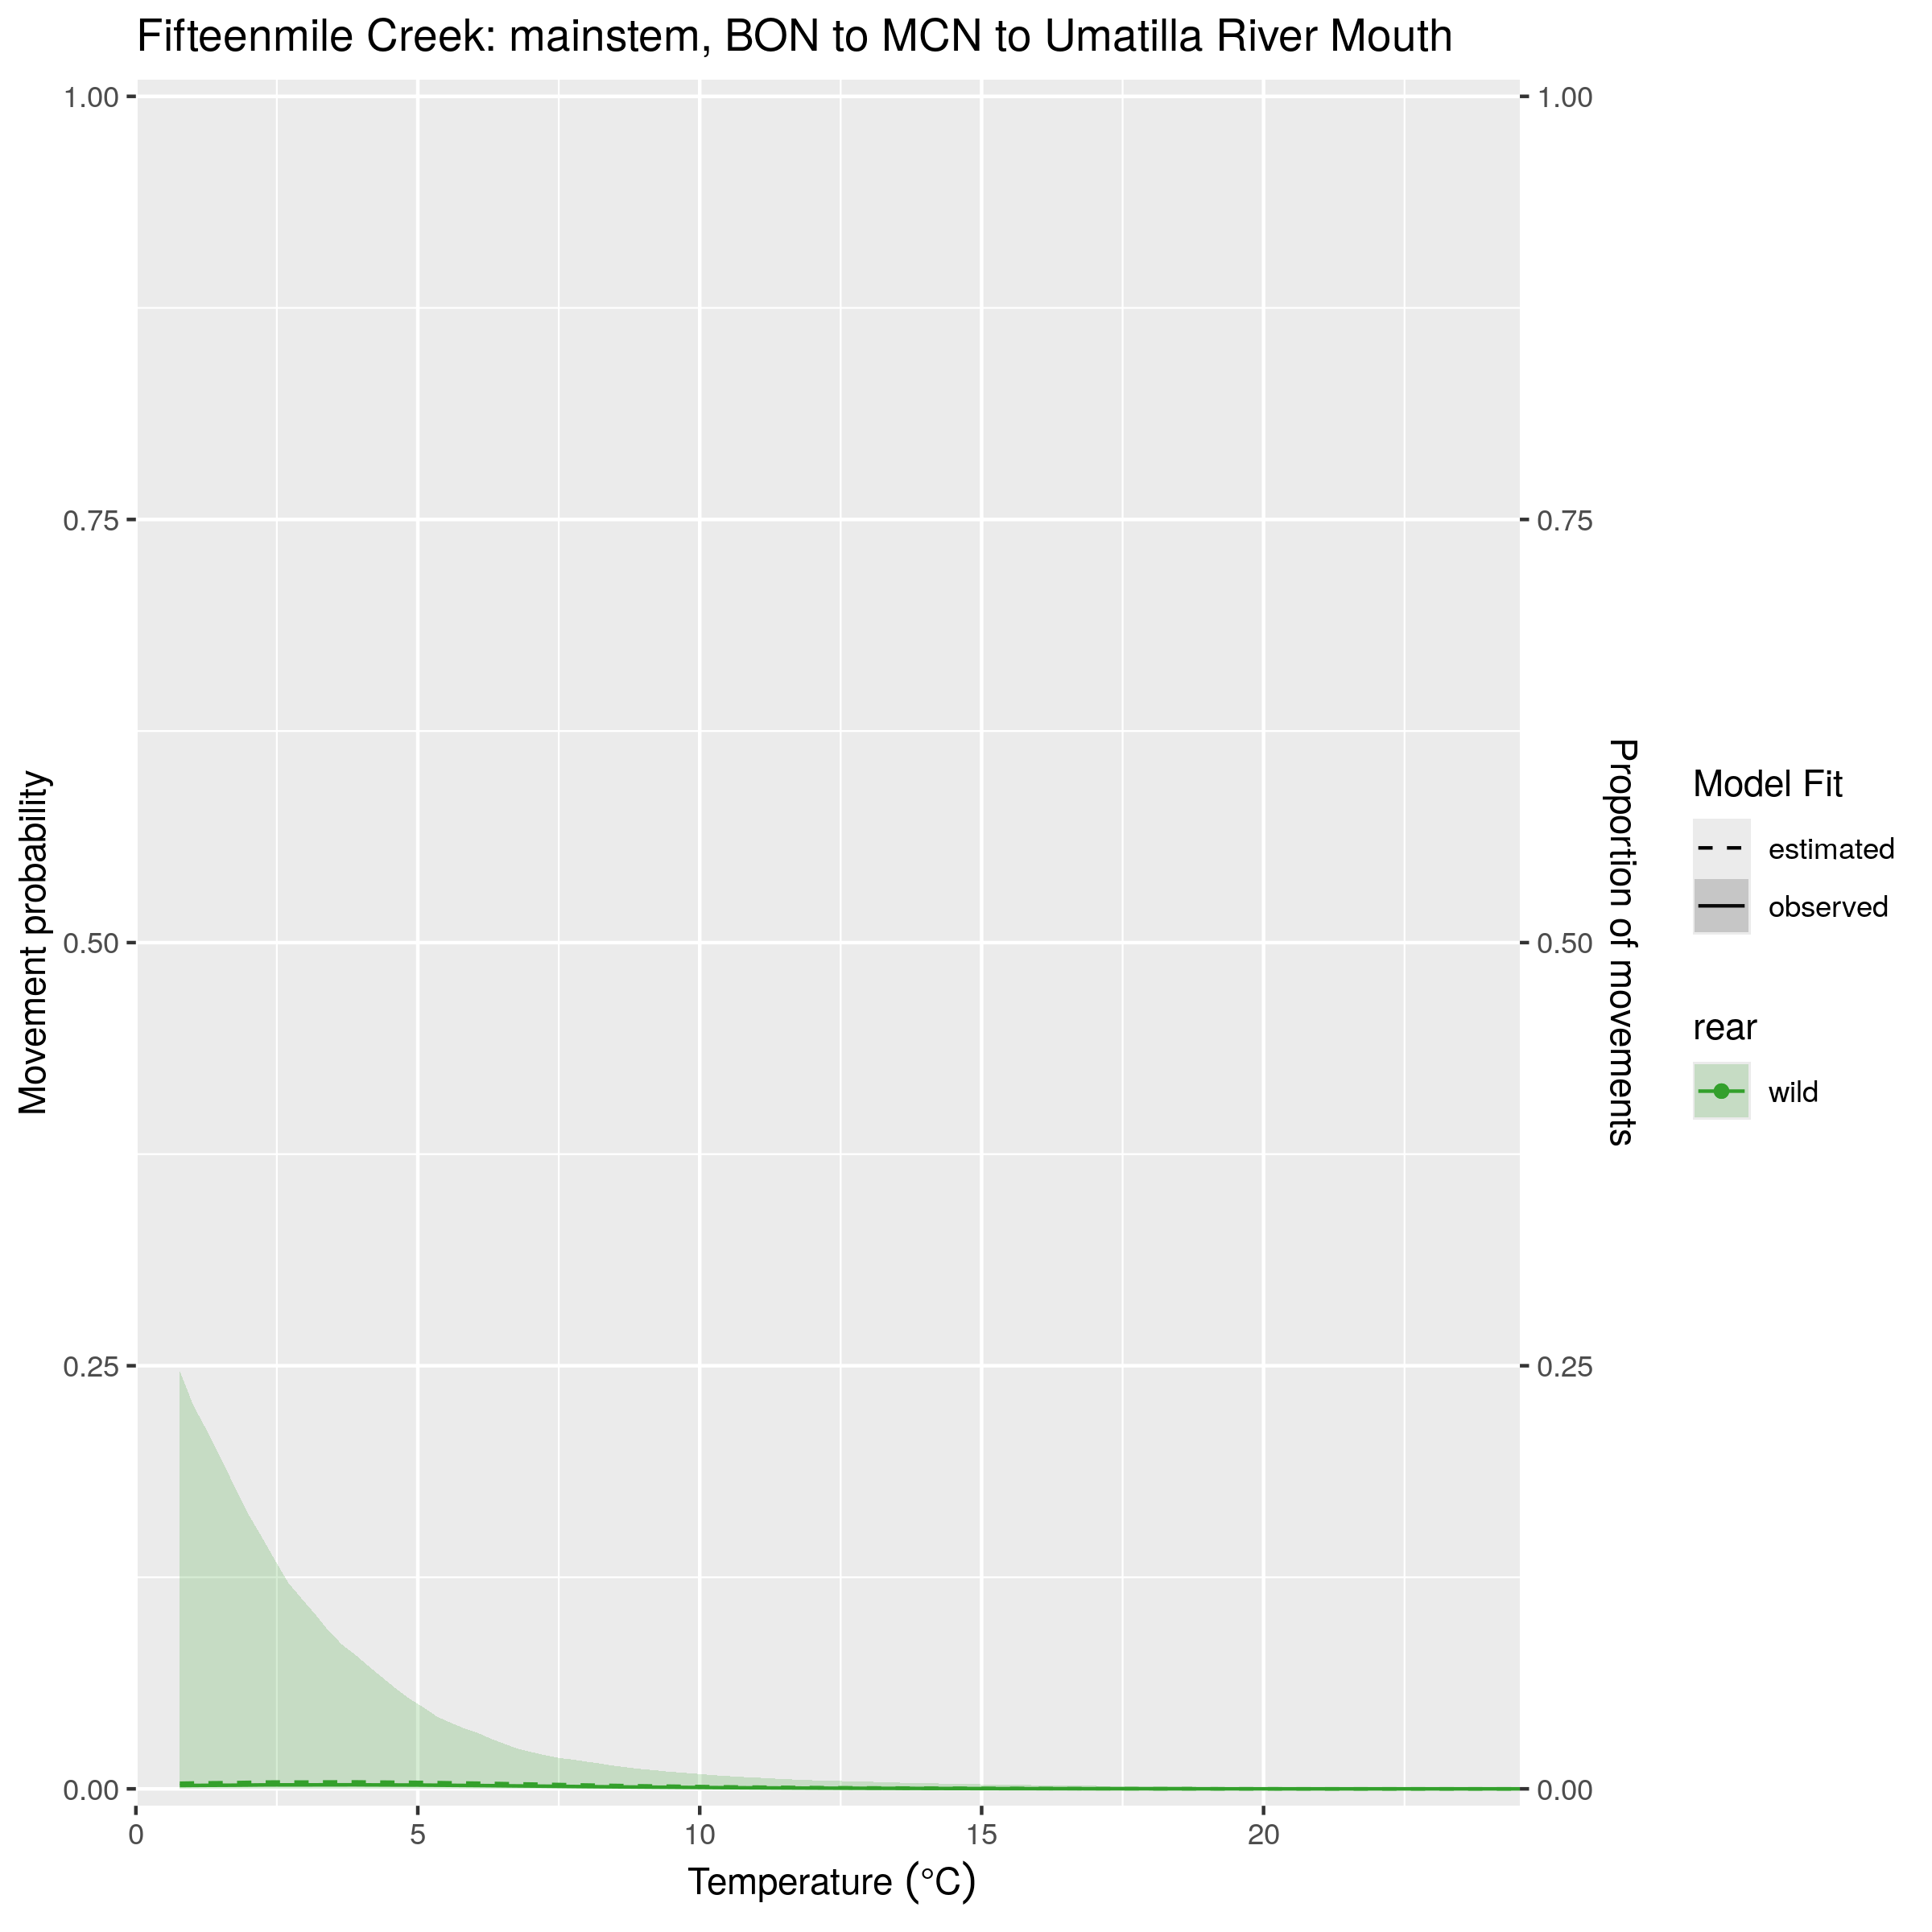 Fifteenmile Creek: mainstem, BON to MCN to Umatilla River Mouth
Movement probability
1.00
0.75
0.50
0.25
0.00
0
5
10
15
20
Temperature (°C)
1.00
0.75
0.50
0.25
0.00
Proportion of movements
Model Fit
estimated
observed
rear
wild